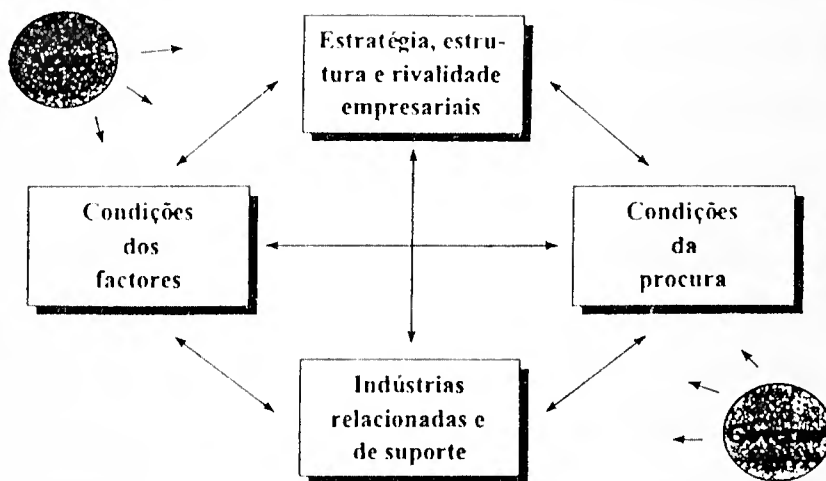 Estratégia, estru-
tura e rivalidade
empresariais
Condições
dos
factores
Condições
da
procura
Indústrias
relacionadas e
de suporte